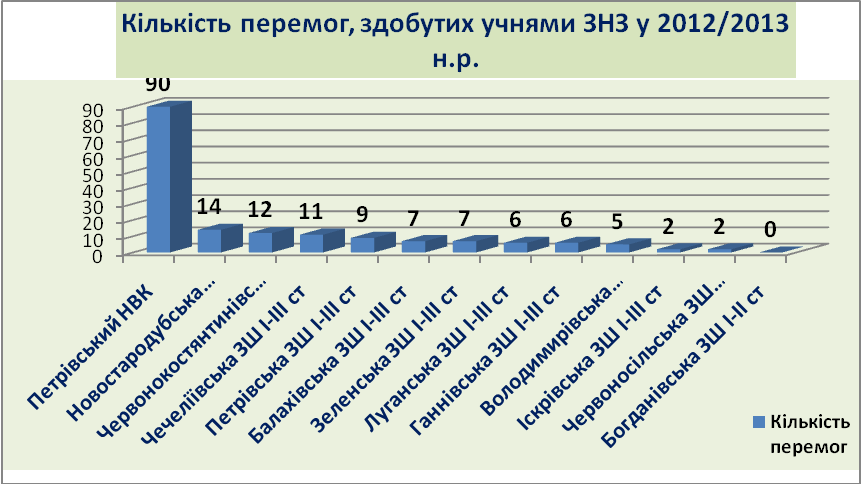 Кількість перемог, здобутих учнями ЗНЗ у 2012/2013
н.р.
90
90
80
70
60
50
40
30
20
10
0
14
12
11
9
7
7
6
6
5
2
2
0
Петрівський НВК
Новостародубська...
Червонокостянтинівс...
Чечеліївська ЗШ І-ІІІ ст
Петрівська ЗШ І-ІІІ ст
Балахівська ЗШ І-ІІІ ст
Зеленська ЗШ І-ІІІ ст
Луганська ЗШ І-ІІІ ст
Ганнівська ЗШ І-ІІІ ст
Володимирівська...
Іскрівська ЗШ І-ІІІ ст
Червоносільська ЗШ...
Богданівська ЗШ І-ІІ ст
Кількість
перемог